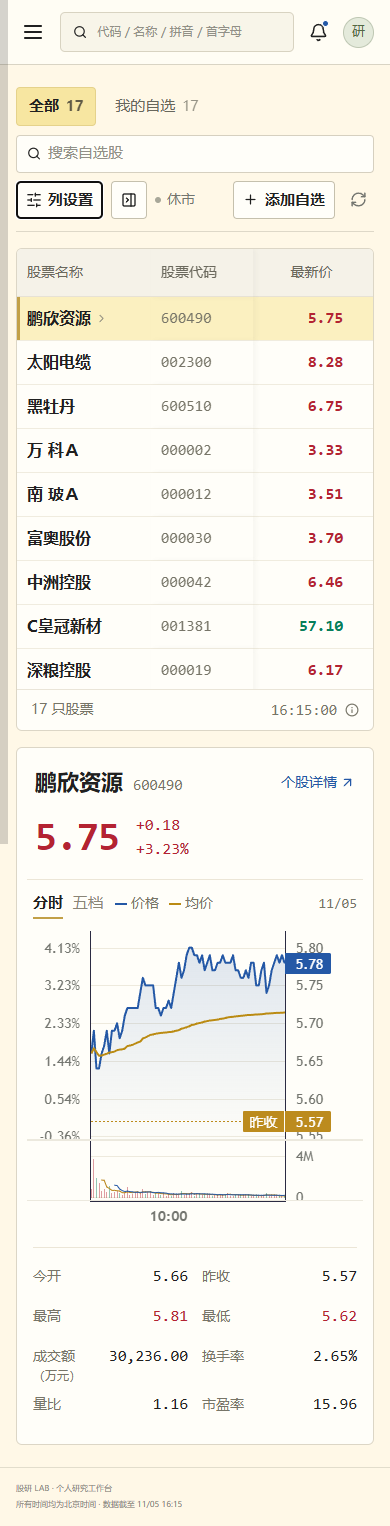 代码 / 名称 / 拼音 / 首字母
研
全部 17 我的自选 17
搜索自选股
列设置 休市 添加自选
股票名称 股票代码 最新价
鹏欣资源 600490 5.75
太阳电缆 002300 8.28
黑牡丹 600510 6.75
万 科A 000002 3.33
南 玻A 000012 3.51
富奥股份 000030 3.70
中洲控股 000042 6.46
C皇冠新材 001381 57.10
深粮控股 000019 6.17
17 只股票 16:15:00
鹏欣资源 600490 个股详情
5.75 +0.18
+3.23%
分时 五档 价格 均价 11/05
4.13% 5.80
5.78
3.23% 5.75
2.33% 5.70
1.44% 5.65
0.54% 5.60
昨收 5.57
-0.36% 5.55
4M
0
10:00
今开 5.66 昨收 5.57
最高 5.81 最低 5.62
成交额 30,236.00 换手率 2.65%
(万元)
量比 1.16 市盈率 15.96
股研 LAB · 个人研究工作台
所有时间均为北京时间 · 数据截至 11/05 16:15